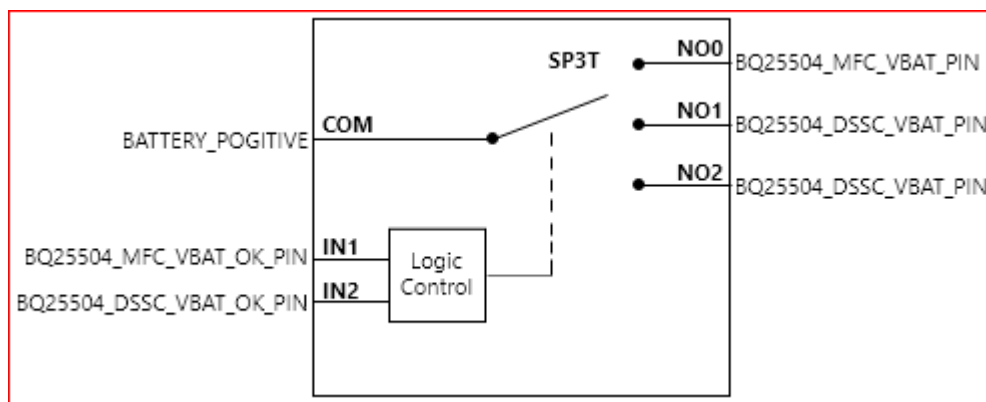 SP3T
NO0
BQ25504_MFC_VBAT_PIN
NO1
BQ25504_DSSC_VBAT_PIN
COM
BATTERY_POGITIVE
NO2
BQ25504_DSSC_VBAT_PIN
IN1
BQ25504_MFC_VBAT_OK_PIN
Logic
Control
IN2
BQ25504_DSSC_VBAT_OK_PIN